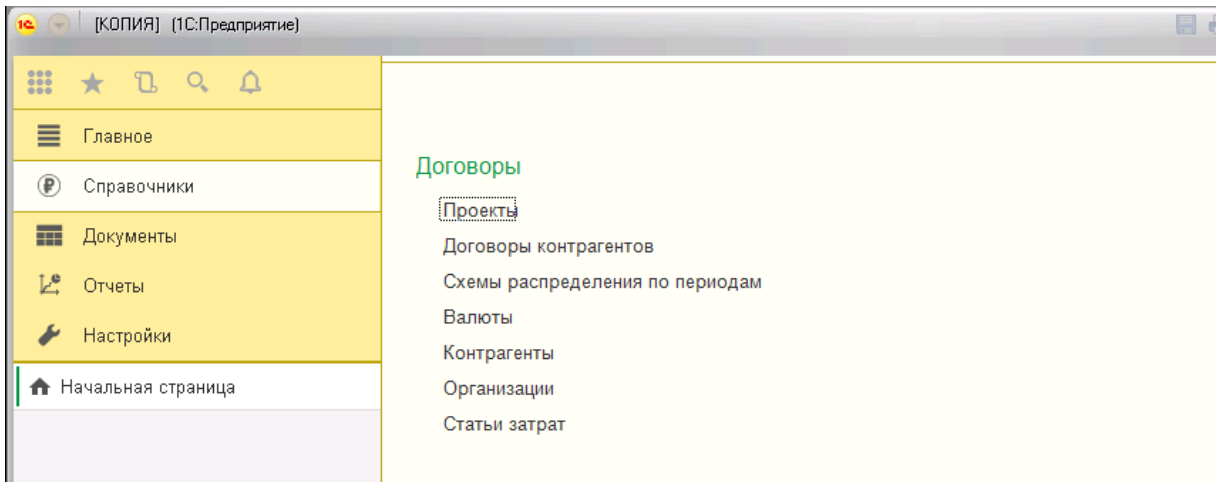 1С [КОПИЯ] (1С:Предприятие)
Главное
Справочники
Документы
Отчеты
Настройки
Начальная страница
Договоры
Проекты
Договоры контрагентов
Схемы распределения по периодам
Валюты
Контрагенты
Организации
Статьи затрат